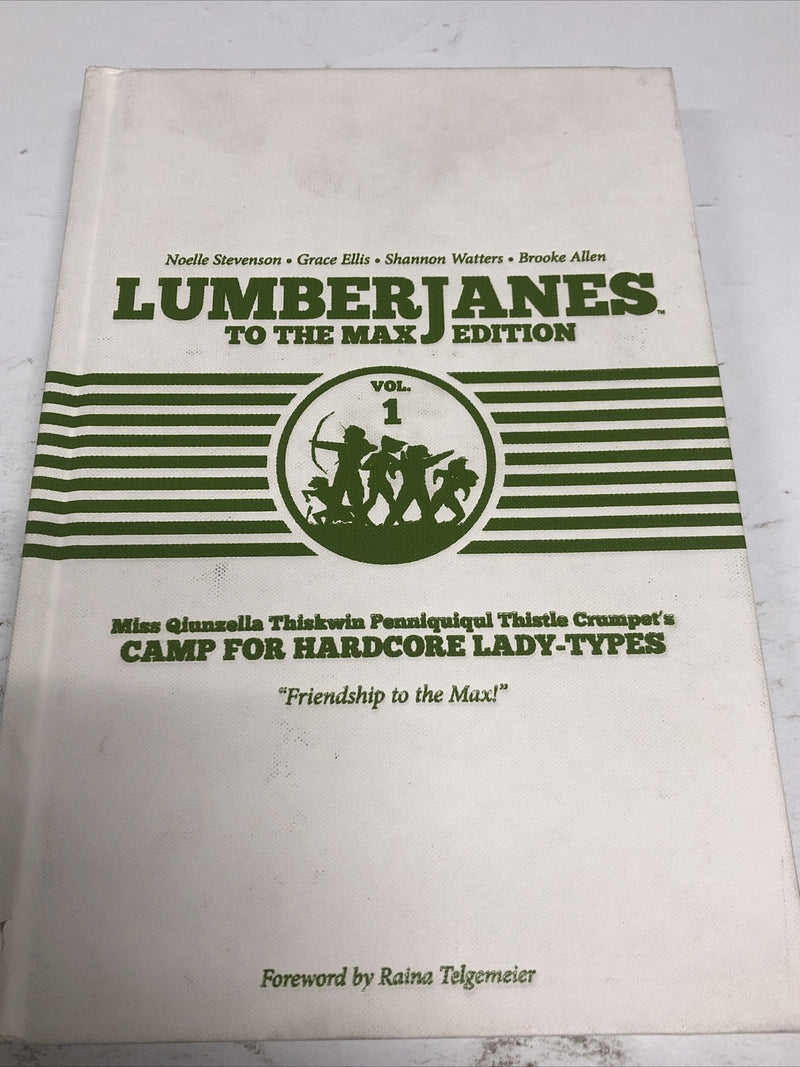 Noelle Stevenson • Grace Ellis • Shannon Watters • Brooke Allen
LUMBERJANES™
TO THE MAX EDITION
VOL.
1
Miss Qiunzella Thiskwin Penniquiqul Thistle Crumpet's
CAMP FOR HARDCORE LADY-TYPES
"Friendship to the Max!"
Foreword by Raina Telgemeier